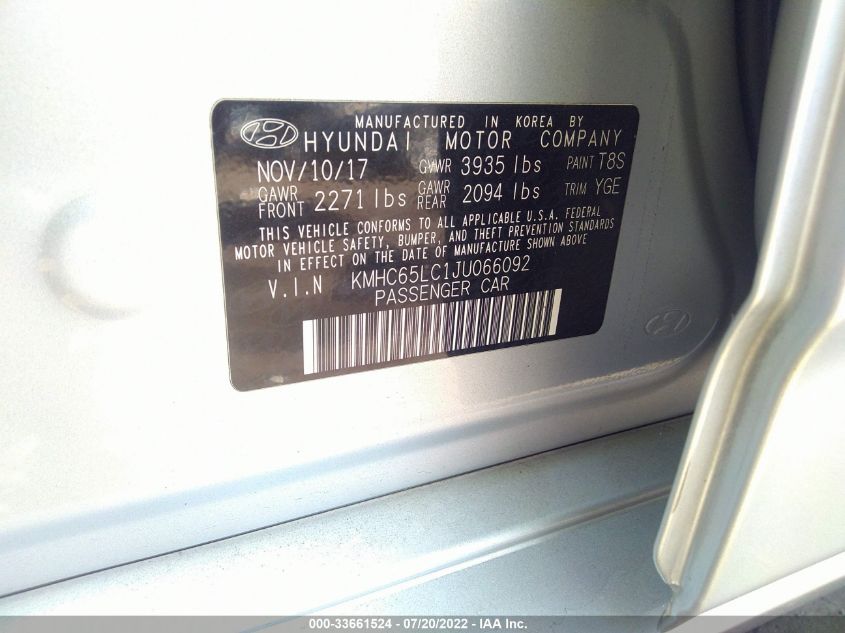 MANUFACTURED IN KOREA BY
HYUNDAI MOTOR COMPANY
NOV/10/17 GVWR 3935 lbs PAINT T8S
GAWR FRONT 2271 lbs GAWR REAR 2094 lbs TRIM YGE
THIS VEHICLE CONFORMS TO ALL APPLICABLE U.S.A. FEDERAL
MOTOR VEHICLE SAFETY, BUMPER, AND THEFT PREVENTION STANDARDS
IN EFFECT ON THE DATE OF MANUFACTURE SHOWN ABOVE
V.I.N KMHC65LC1JU066092
PASSENGER CAR
000-33661524 - 07/20/2022 - IAA Inc.